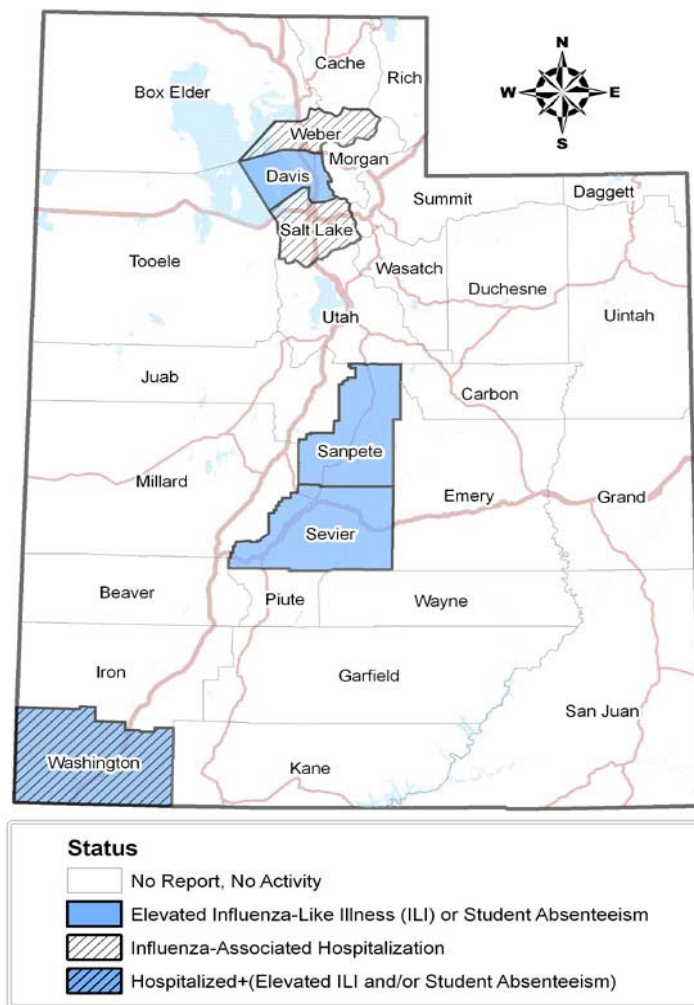 N
W E
S
Cache
Rich
Box Elder
Weber
Morgan
Davis
Summit
Daggett
Salt Lake
Tooele
Wasatch
Duchesne
Utah
Uintah
Juab
Carbon
Sanpete
Millard
Emery
Grand
Sevier
Beaver
Piute
Wayne
Iron
Garfield
San Juan
Washington
Kane
Status
No Report, No Activity
Elevated Influenza-Like Illness (ILI) or Student Absenteeism
Influenza-Associated Hospitalization
Hospitalized+(Elevated ILI and/or Student Absenteeism)